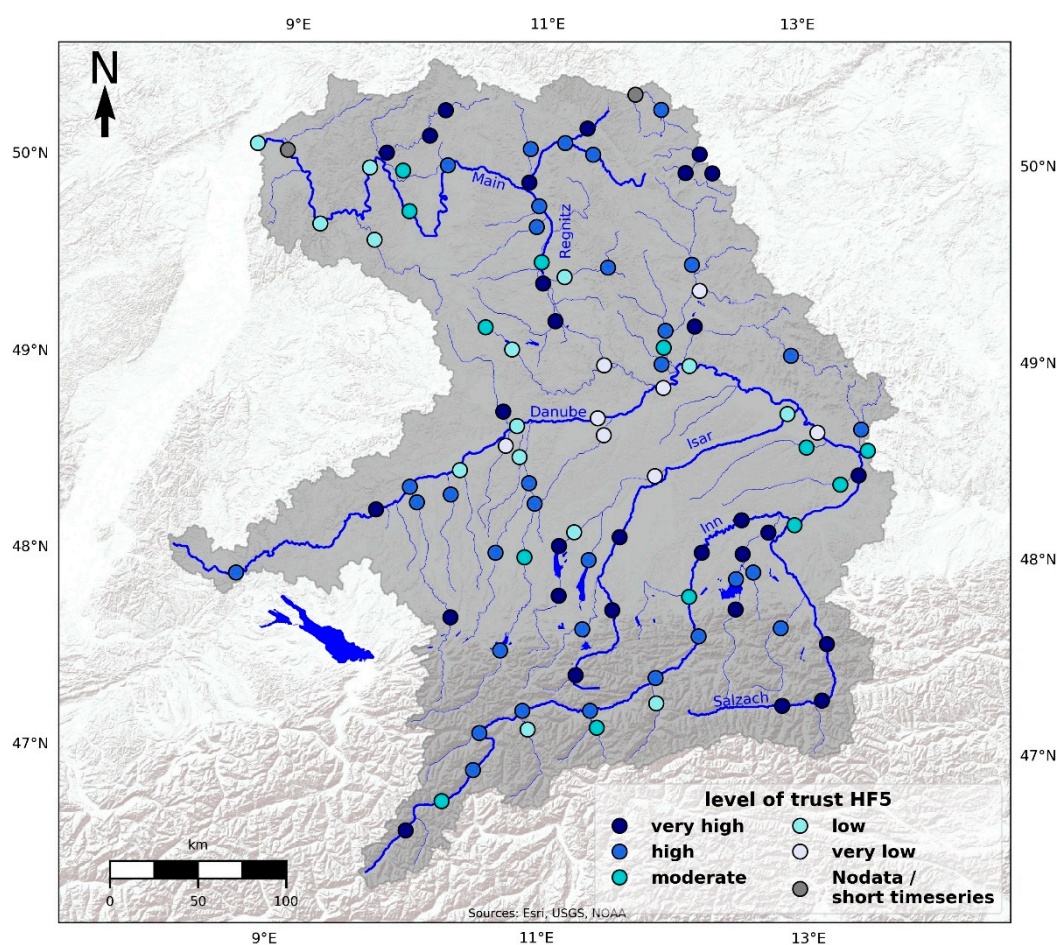 9°E 11°E 13°E
N
50°N 50°N
Main
Regnitz
49°N 49°N
Danube
Isar
Inn
48°N 48°N
Salzach
47°N 47°N
level of trust HF5
very high low
high very low
moderate Nodata /
short timeseries
km
0 50 100
Sources: Esri, USGS, NOAA
9°E 11°E 13°E